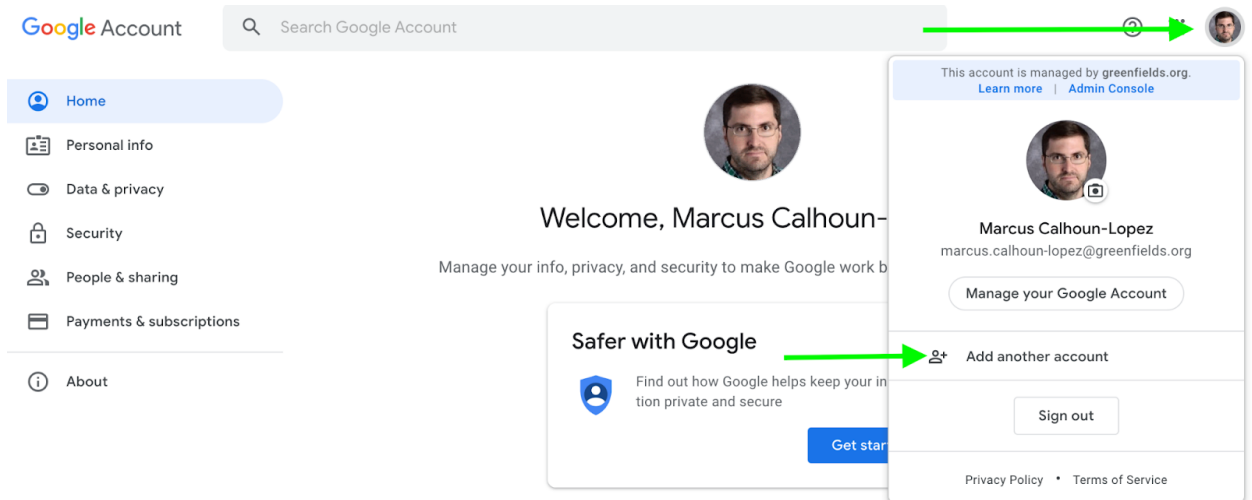 Google Account
Search Google Account
Home
Personal info
Data & privacy
Security
People & sharing
Payments & subscriptions
About
Welcome, Marcus Calhoun-
Manage your info, privacy, and security to make Google work
Safer with Google
Find out how Google helps keep your
tion private and secure
Get
This account is managed by greenfields.org.
Learn more | Admin Console
Marcus Calhoun-Lopez
marcus.calhoun-lopez@greenfields.org
Manage your Google Account
Add another account
Sign out
Privacy Policy • Terms of Service